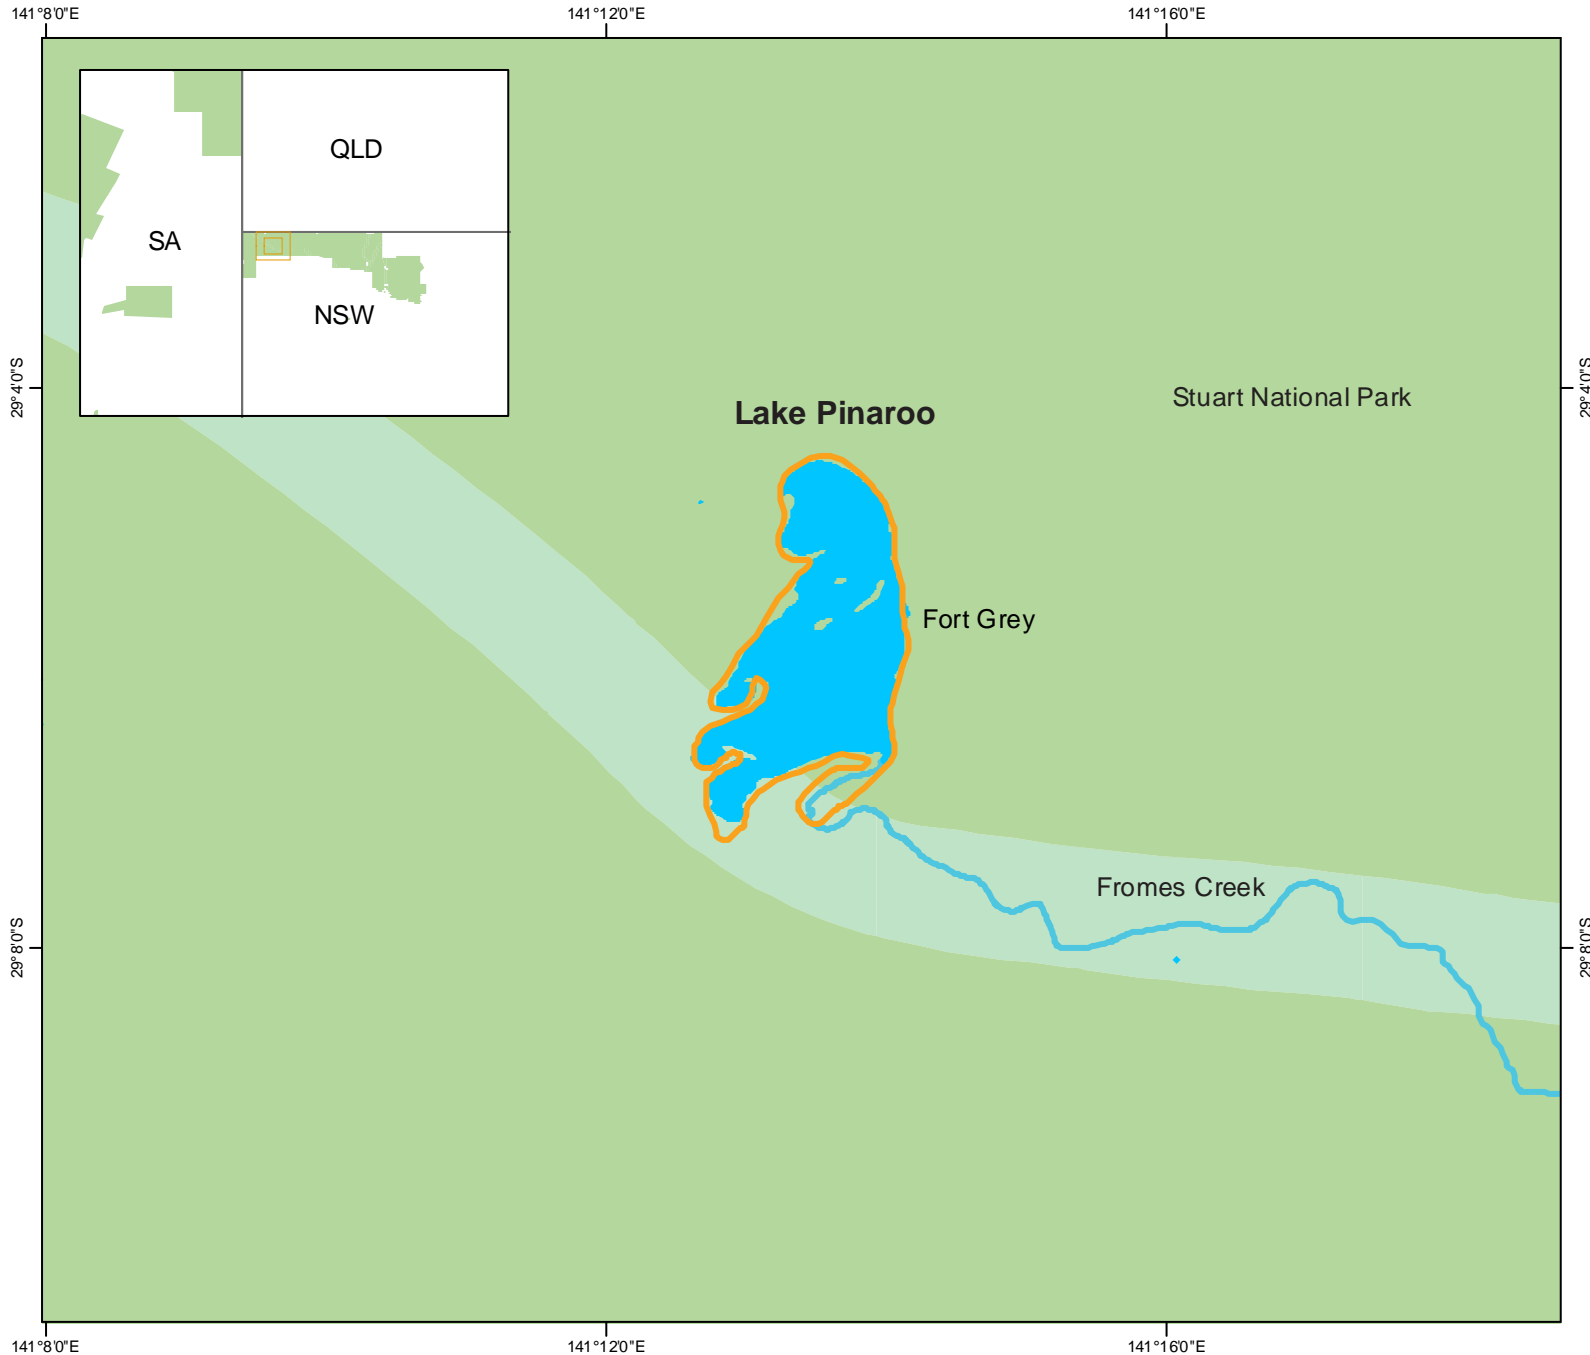 141°8'0"E
141°12'0"E
141°16'0"E
QLD
SA
NSW
29°4'0"S
29°4'0"S
Stuart National Park
Lake Pinaroo
Fort Grey
Fromes Creek
29°8'0"S
29°8'0"S
141°8'0"E
141°12'0"E
141°16'0"E